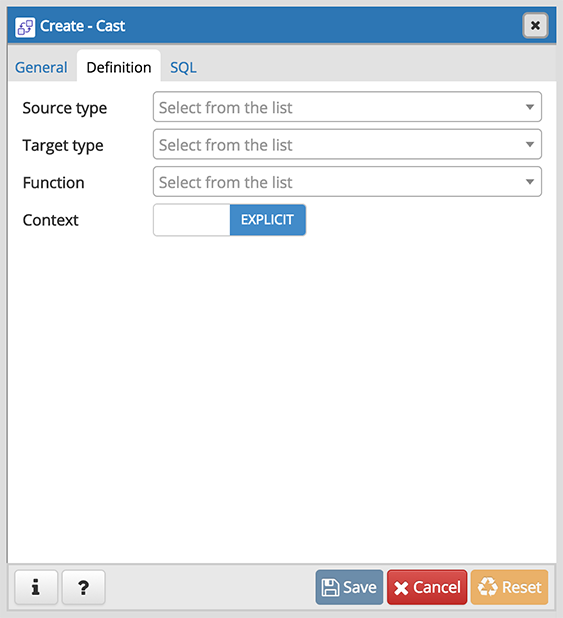 Create - Cast
General Definition SQL
Source type Select from the list
Target type Select from the list
Function Select from the list
Context EXPLICIT
i ? Save Cancel Reset